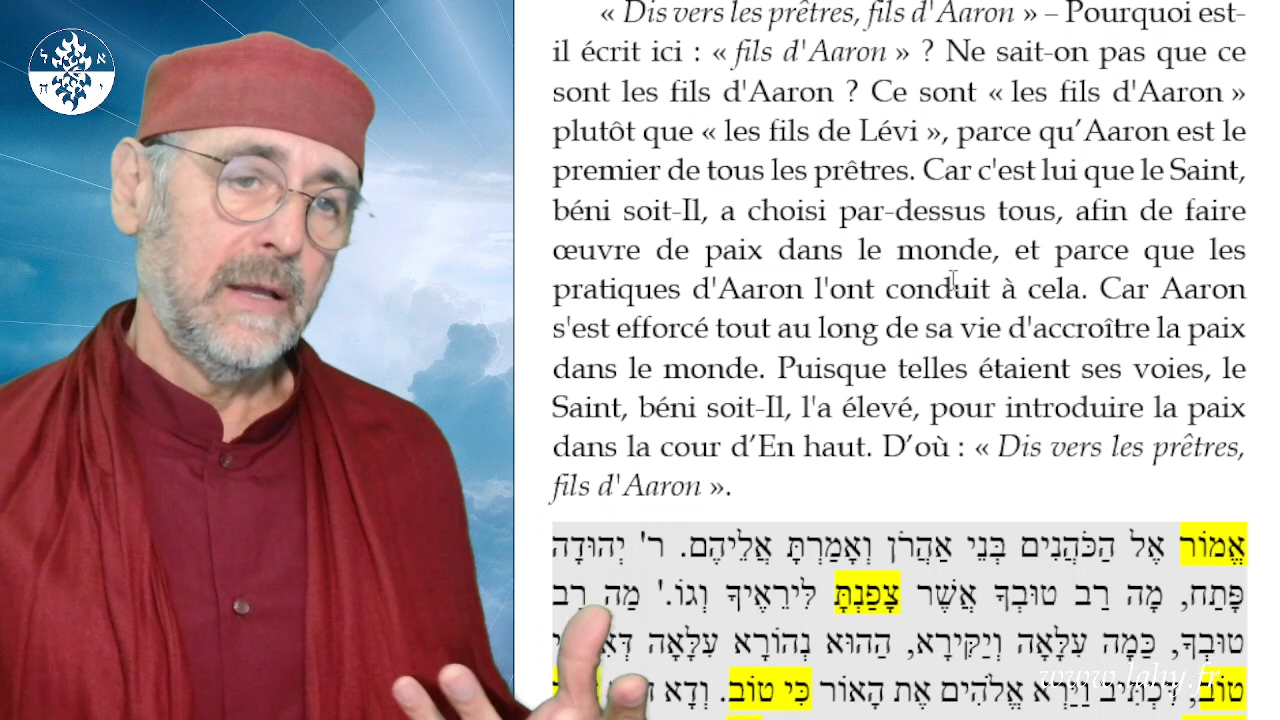 « Dis vers les prêtres, fils d'Aaron » – Pourquoi est-
il écrit ici : « fils d'Aaron » ? Ne sait-on pas que ce
sont les fils d'Aaron ? Ce sont « les fils d'Aaron »
plutôt que « les fils de Lévi », parce qu’Aaron est le
premier de tous les prêtres. Car c'est lui que le Saint,
béni soit-Il, a choisi par-dessus tous, afin de faire
œuvre de paix dans le monde, et parce que les
pratiques d'Aaron l'ont conduit à cela. Car Aaron
s'est efforcé tout au long de sa vie d'accroître la paix
dans le monde. Puisque telles étaient ses voies, le
Saint, béni soit-Il, l'a élevé, pour introduire la paix
dans la cour d’En haut. D’où : « Dis vers les prêtres,
fils d'Aaron ».
אֱמוֹר אֶל הַכֹּהֲנִים בְּנֵי אַהֲרֹן וְאָמַרְתָּ אֲלֵיהֶם. ר' יְהוּדָה
פָּתַח, מָה רַב טוּבְךָ אֲשֶׁר צָפַנְתָּ לִּירֵאֶיךָ וְגוֹ.' מַה רַב
טוּבְךָ, כַּמָּה עִלָּאָה וְיַקִּירָא, הַהוּא נְהוֹרָא עִלָּאָה
טוֹב, דִּכְתִּיב וַיַּרְא אֱלֹהִים אֶת הָאוֹר כִּי טוֹב. וְדָא
www.lahy.fr
א ל י ה